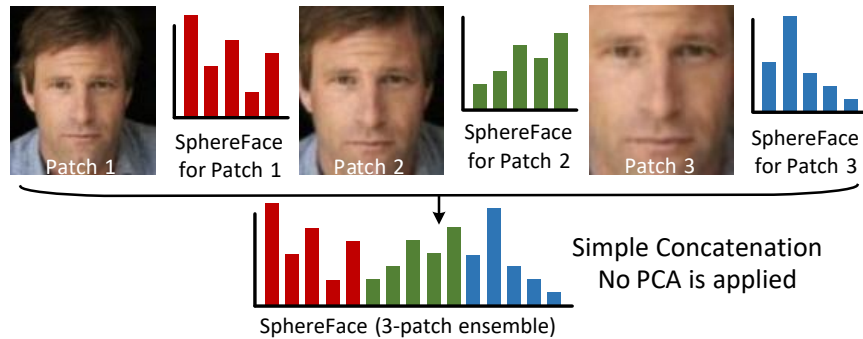 Patch 1
SphereFace
for Patch 1
Patch 2
SphereFace
for Patch 2
Patch 3
SphereFace
for Patch 3
Simple Concatenation
No PCA is applied
SphereFace (3-patch ensemble)